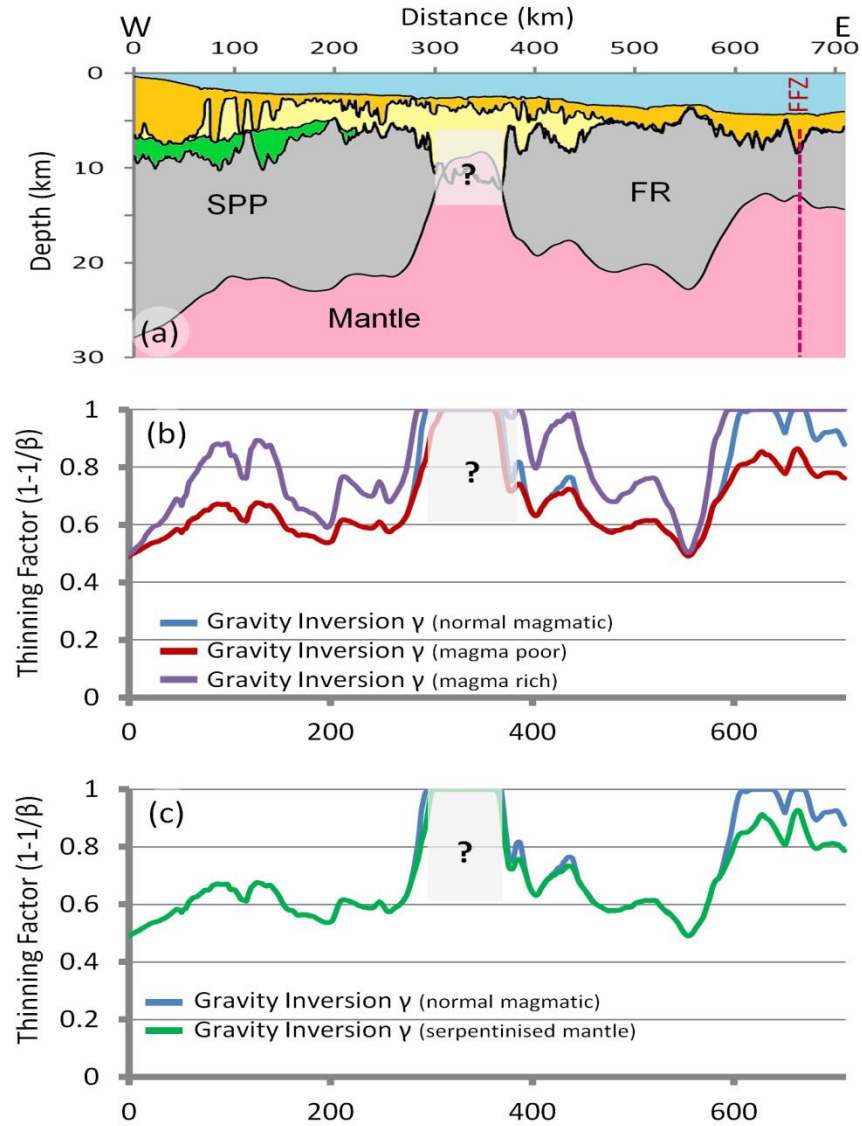 Distance (km)
W E
0 100 200 300 400 500 600 700
0
10
20
30
Depth (km)
FFZ
?
SPP
FR
Mantle
(a)
1
0.8
0.6
0.4
0.2
0
Thinning Factor (1-1/β)
(b)
?
Gravity Inversion γ (normal magmatic)
Gravity Inversion γ (magma poor)
Gravity Inversion γ (magma rich)
0 200 400 600
1
0.8
0.6
0.4
0.2
0
Thinning Factor (1-1/β)
(c)
?
Gravity Inversion γ (normal magmatic)
Gravity Inversion γ (serpentinised mantle)
0 200 400 600